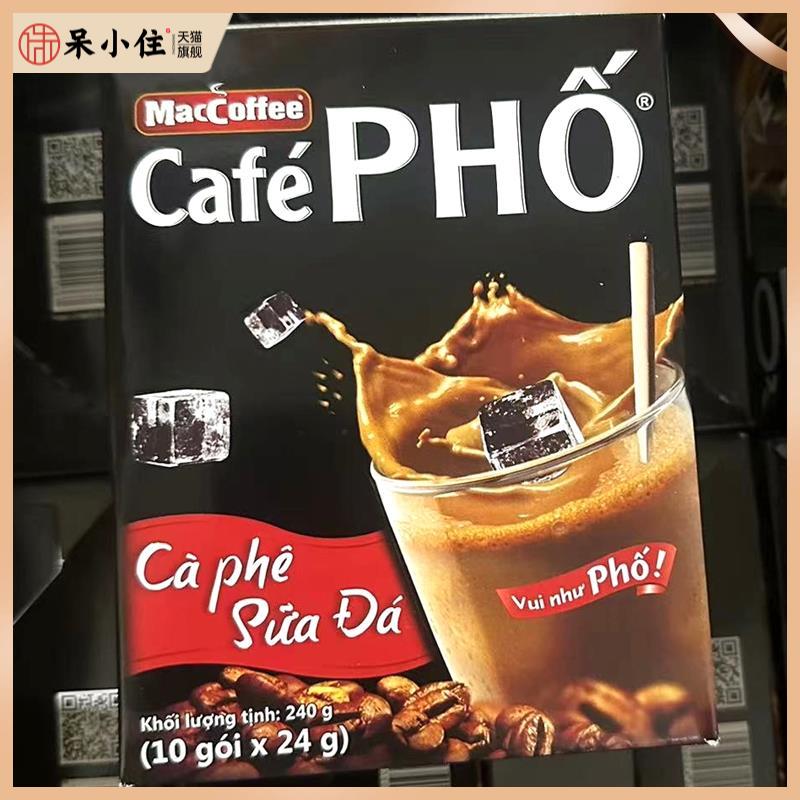 呆小住
天猫
旗舰
MacCoffee®
Café PHỐ®
Cà phê
Sữa Đá
Vui như Phố!
Khối lượng tịnh: 240 g
(10 gói x 24 g)